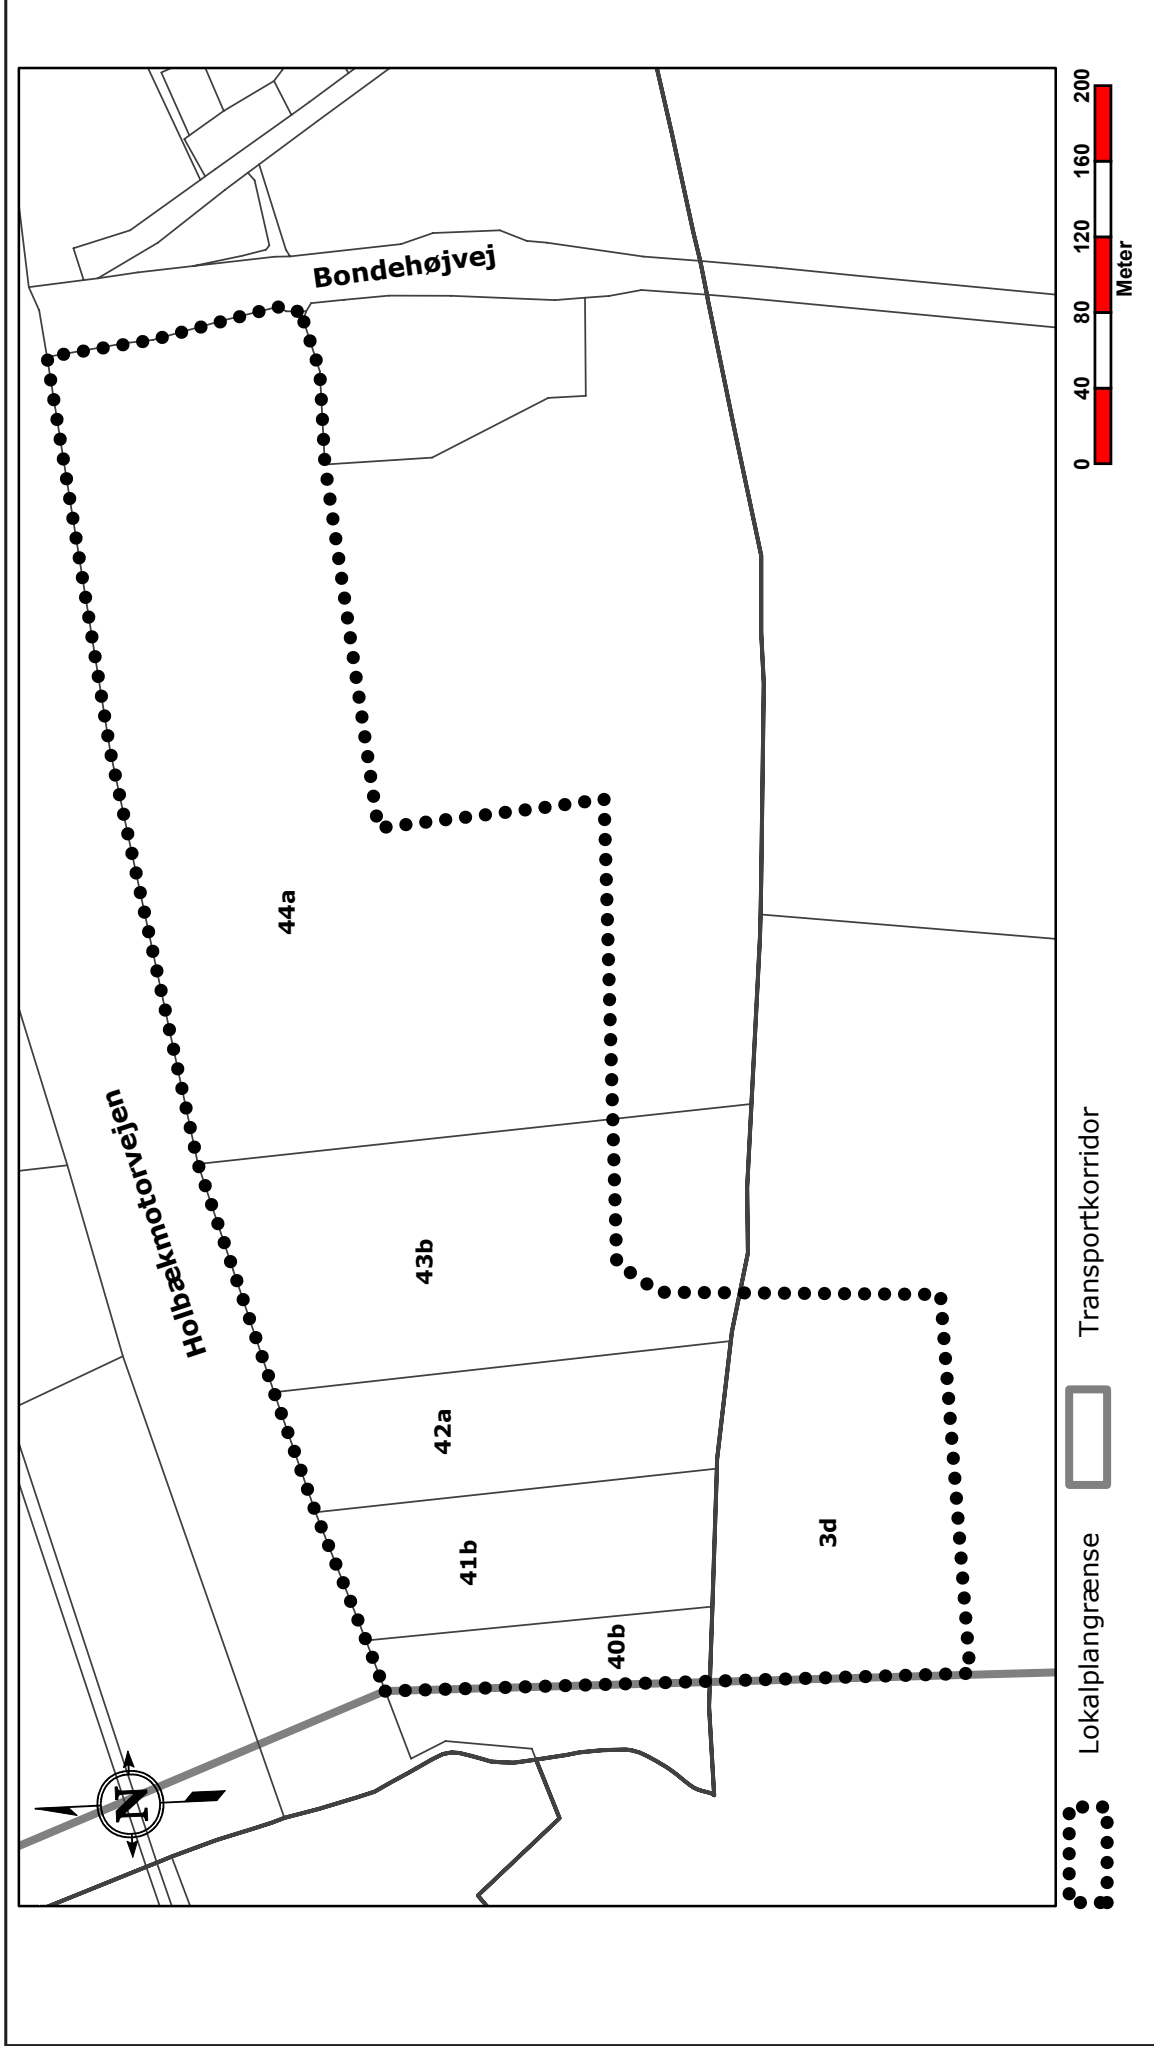 Holbækmotorvejen
Bondehøjvej
44a
43b
42a
41b
40b
3d
N
Lokalplangrænse
Transportkorridor
0 40 80 120 160 200
Meter